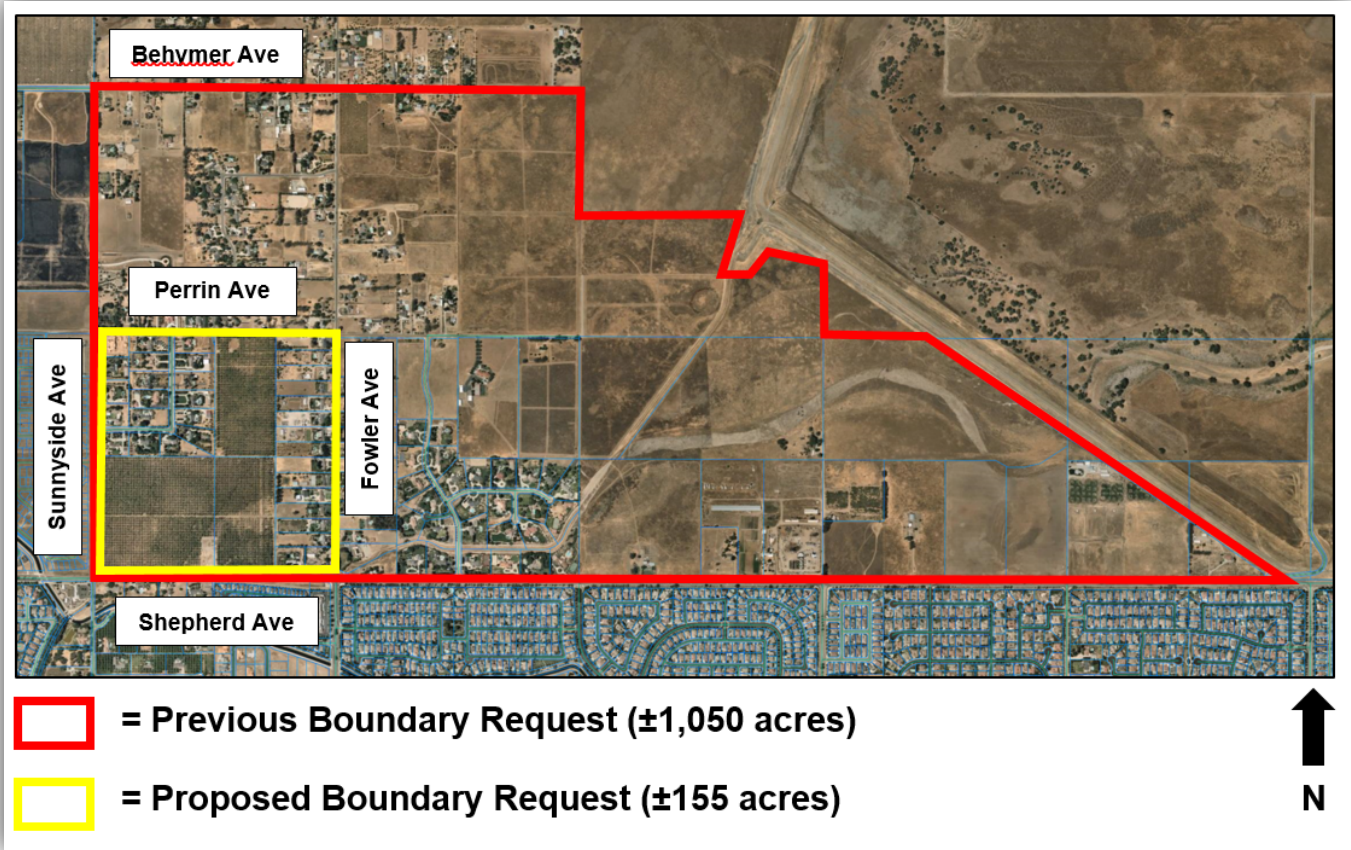 Behymer Ave
Perrin Ave
Sunnyside Ave
Fowler Ave
Shepherd Ave
= Previous Boundary Request (±1,050 acres)
= Proposed Boundary Request (±155 acres)
N